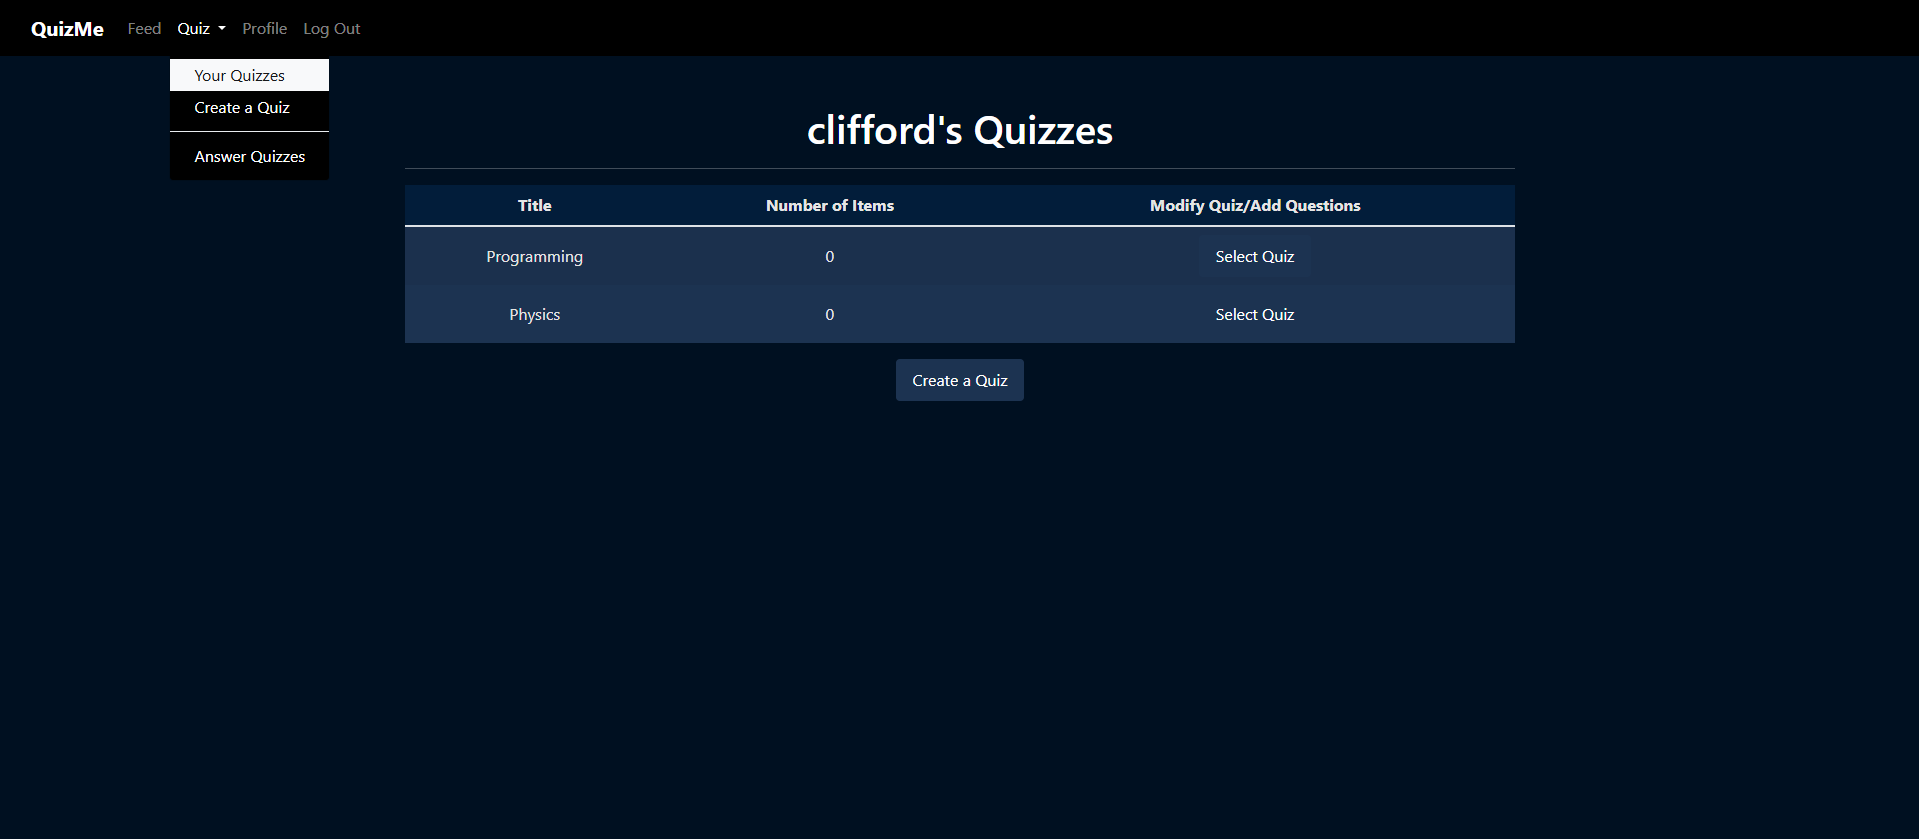 QuizMe Feed Quiz Profile Log Out
Your Quizzes
Create a Quiz
Answer Quizzes
clifford's Quizzes
Title Number of Items Modify Quiz/Add Questions
Programming 0 Select Quiz
Physics 0 Select Quiz
Create a Quiz